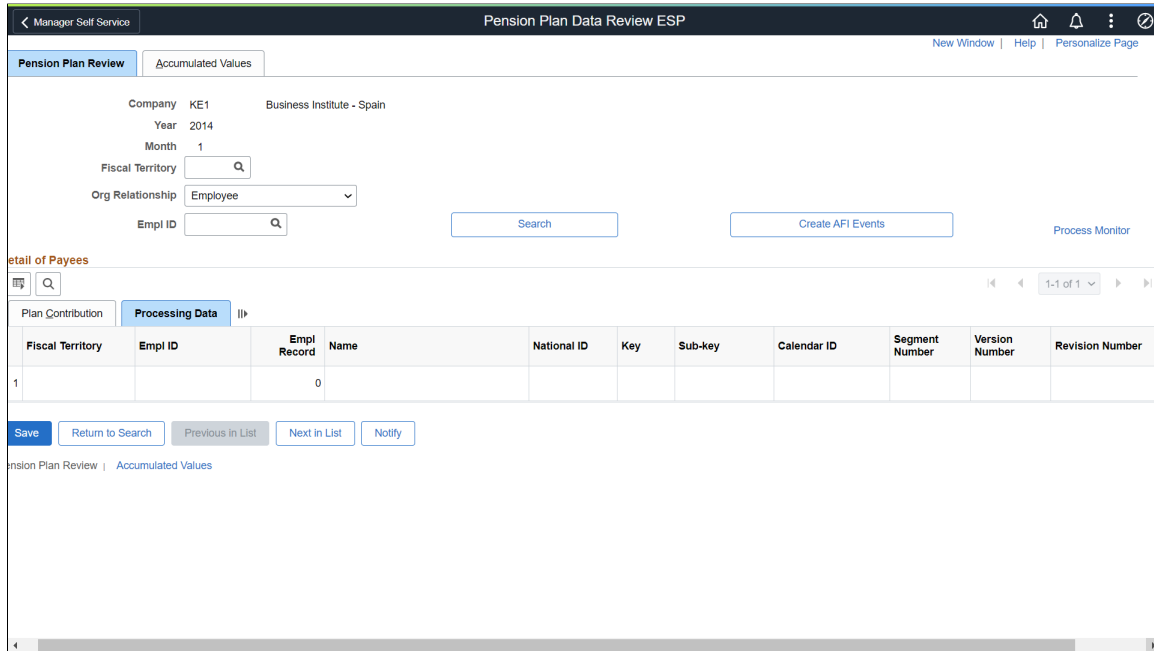 Manager Self Service
Pension Plan Data Review ESP
New Window | Help | Personalize Page
Pension Plan Review
Accumulated Values
Company KE1 Business Institute - Spain
Year 2014
Month 1
Fiscal Territory
Org Relationship Employee
Empl ID
Search
Create AFI Events
Process Monitor
etail of Payees
1-1 of 1
Plan Contribution
Processing Data
Fiscal Territory Empl ID Empl Record Name National ID Key Sub-key Calendar ID Segment Number Version Number Revision Number
1 0
Save Return to Search Previous in List Next in List Notify
ension Plan Review | Accumulated Values